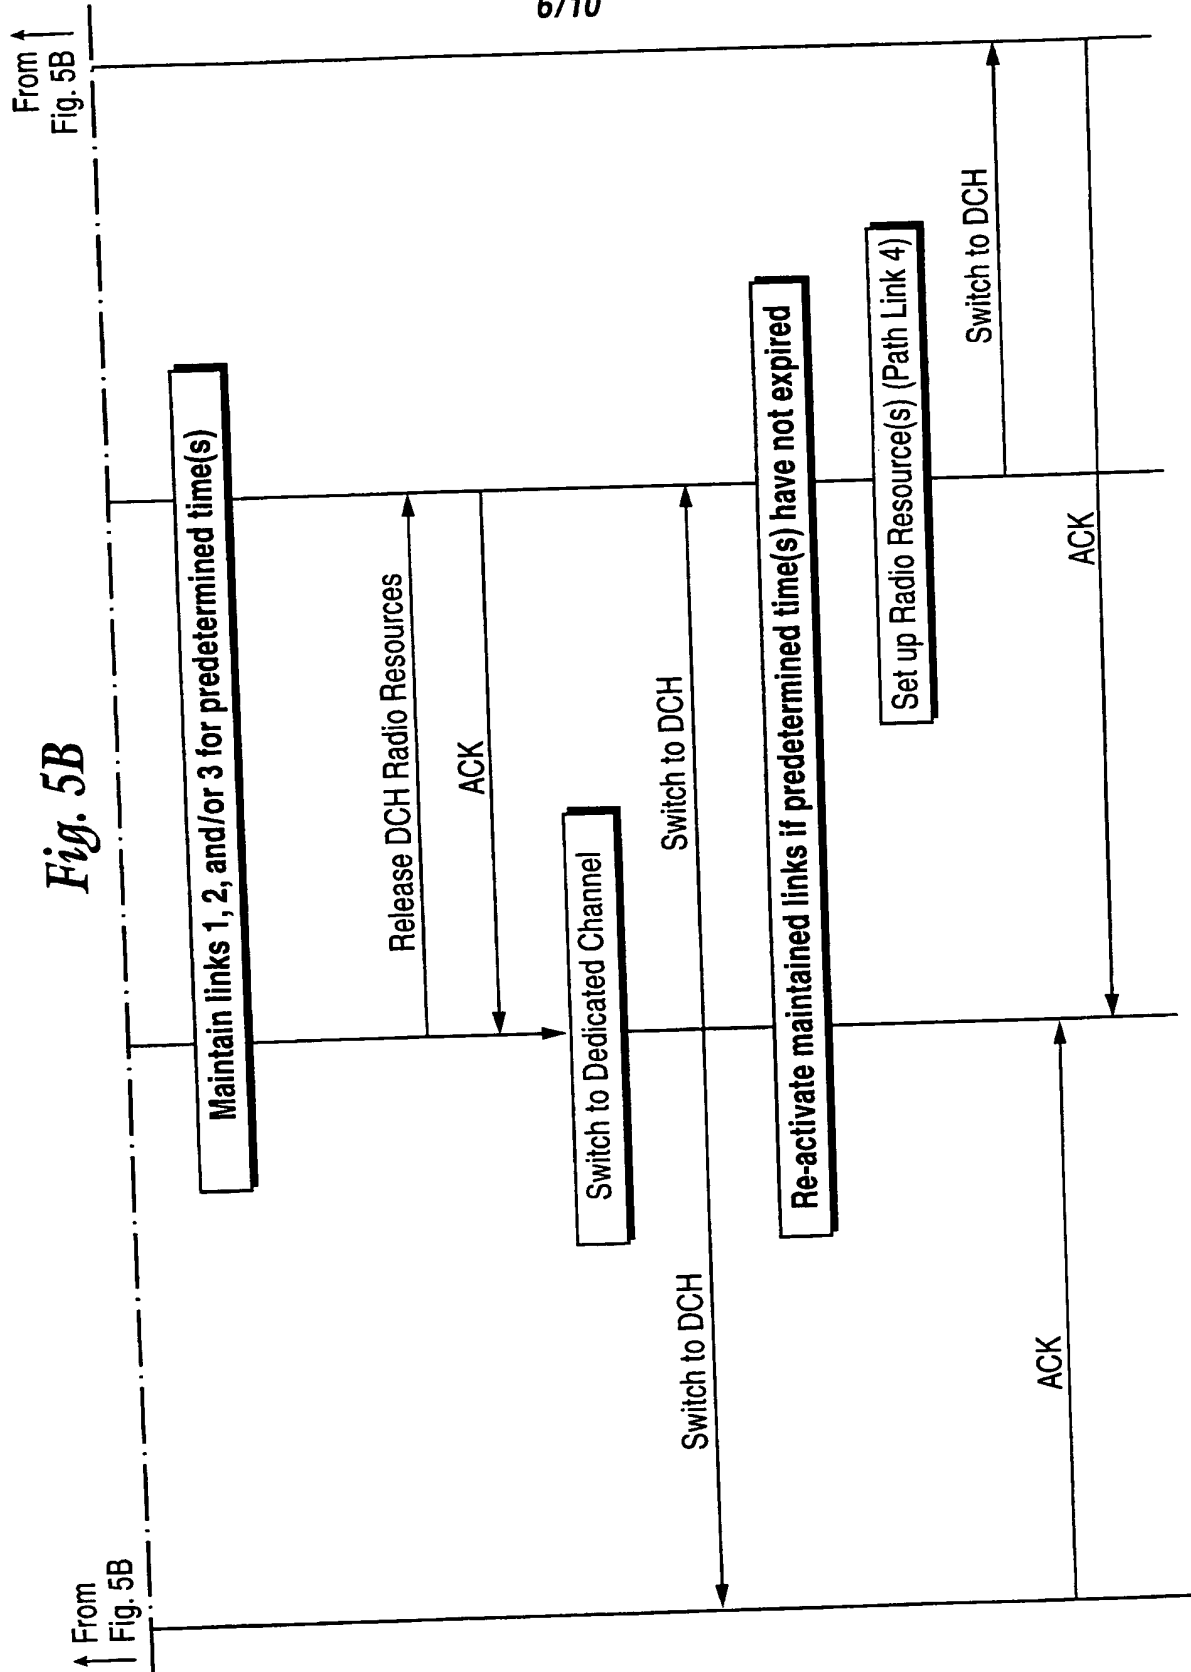 6/10
From
Fig. 5B
Fig. 5B
From
Fig. 5B
Maintain links 1, 2, and/or 3 for predetermined time(s)
Release DCH Radio Resources
ACK
Switch to Dedicated Channel
Switch to DCH
Switch to DCH
Re-activate maintained links if predetermined time(s) have not expired
Set up Radio Resource(s) (Path Link 4)
Switch to DCH
ACK
ACK